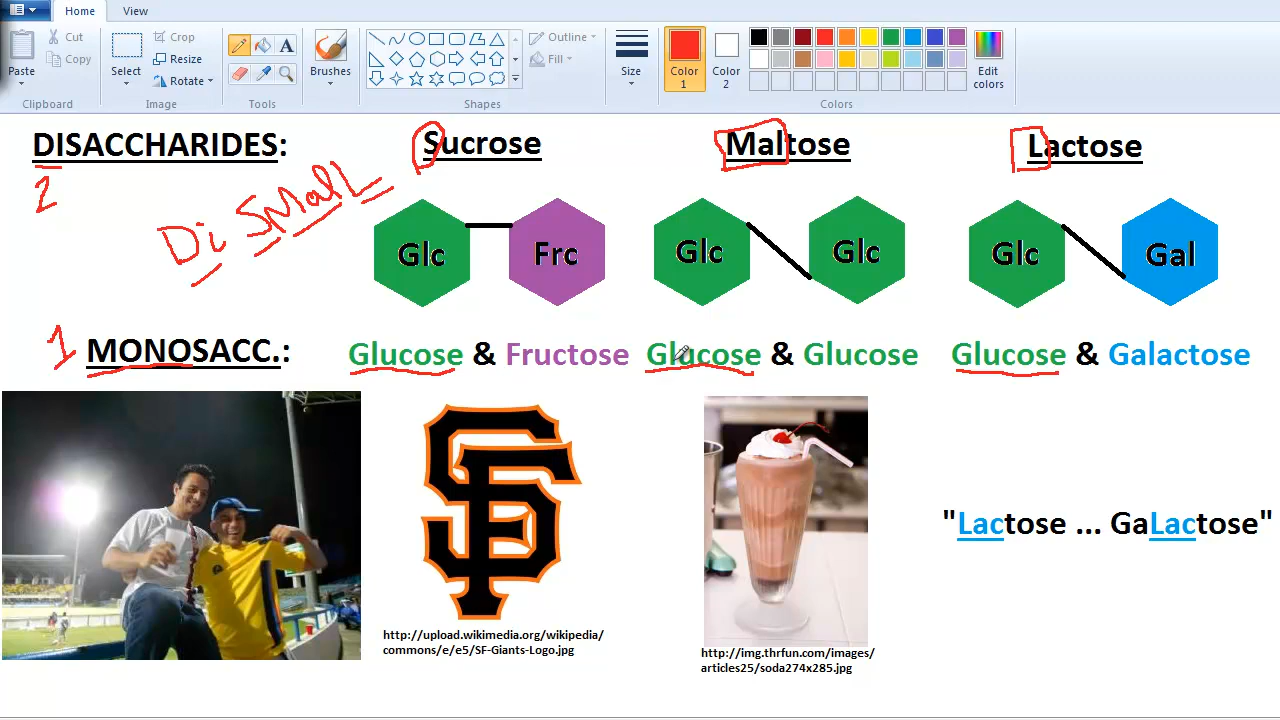 Home View
Paste
Cut
Copy
Clipboard
Select
Crop
Resize
Rotate
Image
A
Tools
Brushes
Shapes
Outline
Fill
Size
Color 1
Color 2
Edit colors
Colors
DISACCHARIDES: Sucrose Maltose Lactose
2
Di SMalL
Glc Frc Glc Glc Glc Gal
1 MONOSACC.: Glucose & Fructose Glucose & Glucose Glucose & Galactose
SF
"Lactose ... GaLactose"
http://upload.wikimedia.org/wikipedia/
commons/e/e5/SF-Giants-Logo.jpg
http://img.thrfun.com/images/
articles25/soda274x285.jpg